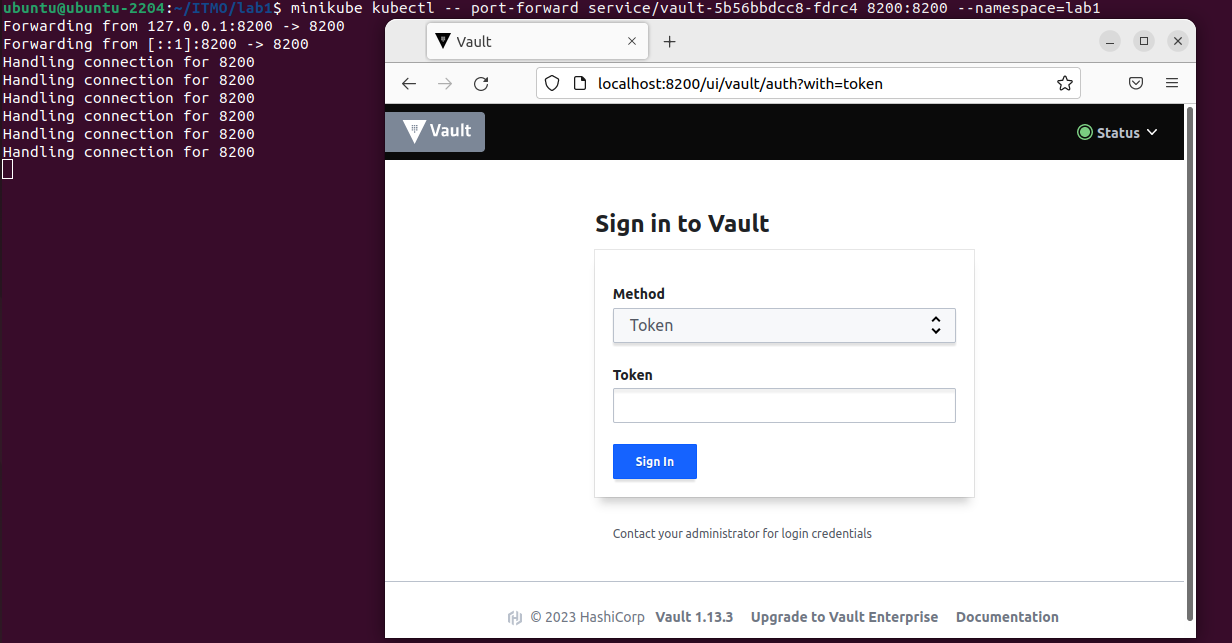 ubuntu@ubuntu-2204:~/ITMO/lab1$ minikube kubectl -- port-forward service/vault-5b56bbdcc8-fdrc4 8200:8200 --namespace=lab1
Forwarding from 127.0.0.1:8200 -> 8200
Forwarding from [::1]:8200 -> 8200
Handling connection for 8200
Handling connection for 8200
Handling connection for 8200
Handling connection for 8200
Handling connection for 8200
Handling connection for 8200
Vault
localhost:8200/ui/vault/auth?with=token
Vault
Status
Sign in to Vault
Method
Token
Token
Sign In
Contact your administrator for login credentials
© 2023 HashiCorp Vault 1.13.3 Upgrade to Vault Enterprise Documentation